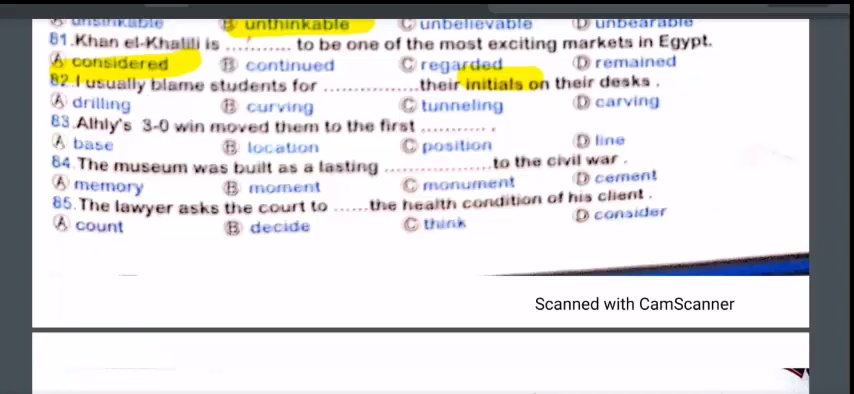 Ⓐ unsinkable Ⓑ unthinkable Ⓒ unbelievable Ⓓ unbearable
81.Khan el-Khalili is .................. to be one of the most exciting markets in Egypt.
Ⓐ considered Ⓑ continued Ⓒ regarded Ⓓ remained
82.I usually blame students for ..................their initials on their desks .
Ⓐ drilling Ⓑ curving Ⓒ tunneling Ⓓ carving
83.Alhly's 3-0 win moved them to the first ............ .
Ⓐ base Ⓑ location Ⓒ position Ⓓ line
84.The museum was built as a lasting ....................to the civil war .
Ⓐ memory Ⓑ moment Ⓒ monument Ⓓ cement
85.The lawyer asks the court to ......the health condition of his client .
Ⓐ count Ⓑ decide Ⓒ think Ⓓ consider
Scanned with CamScanner